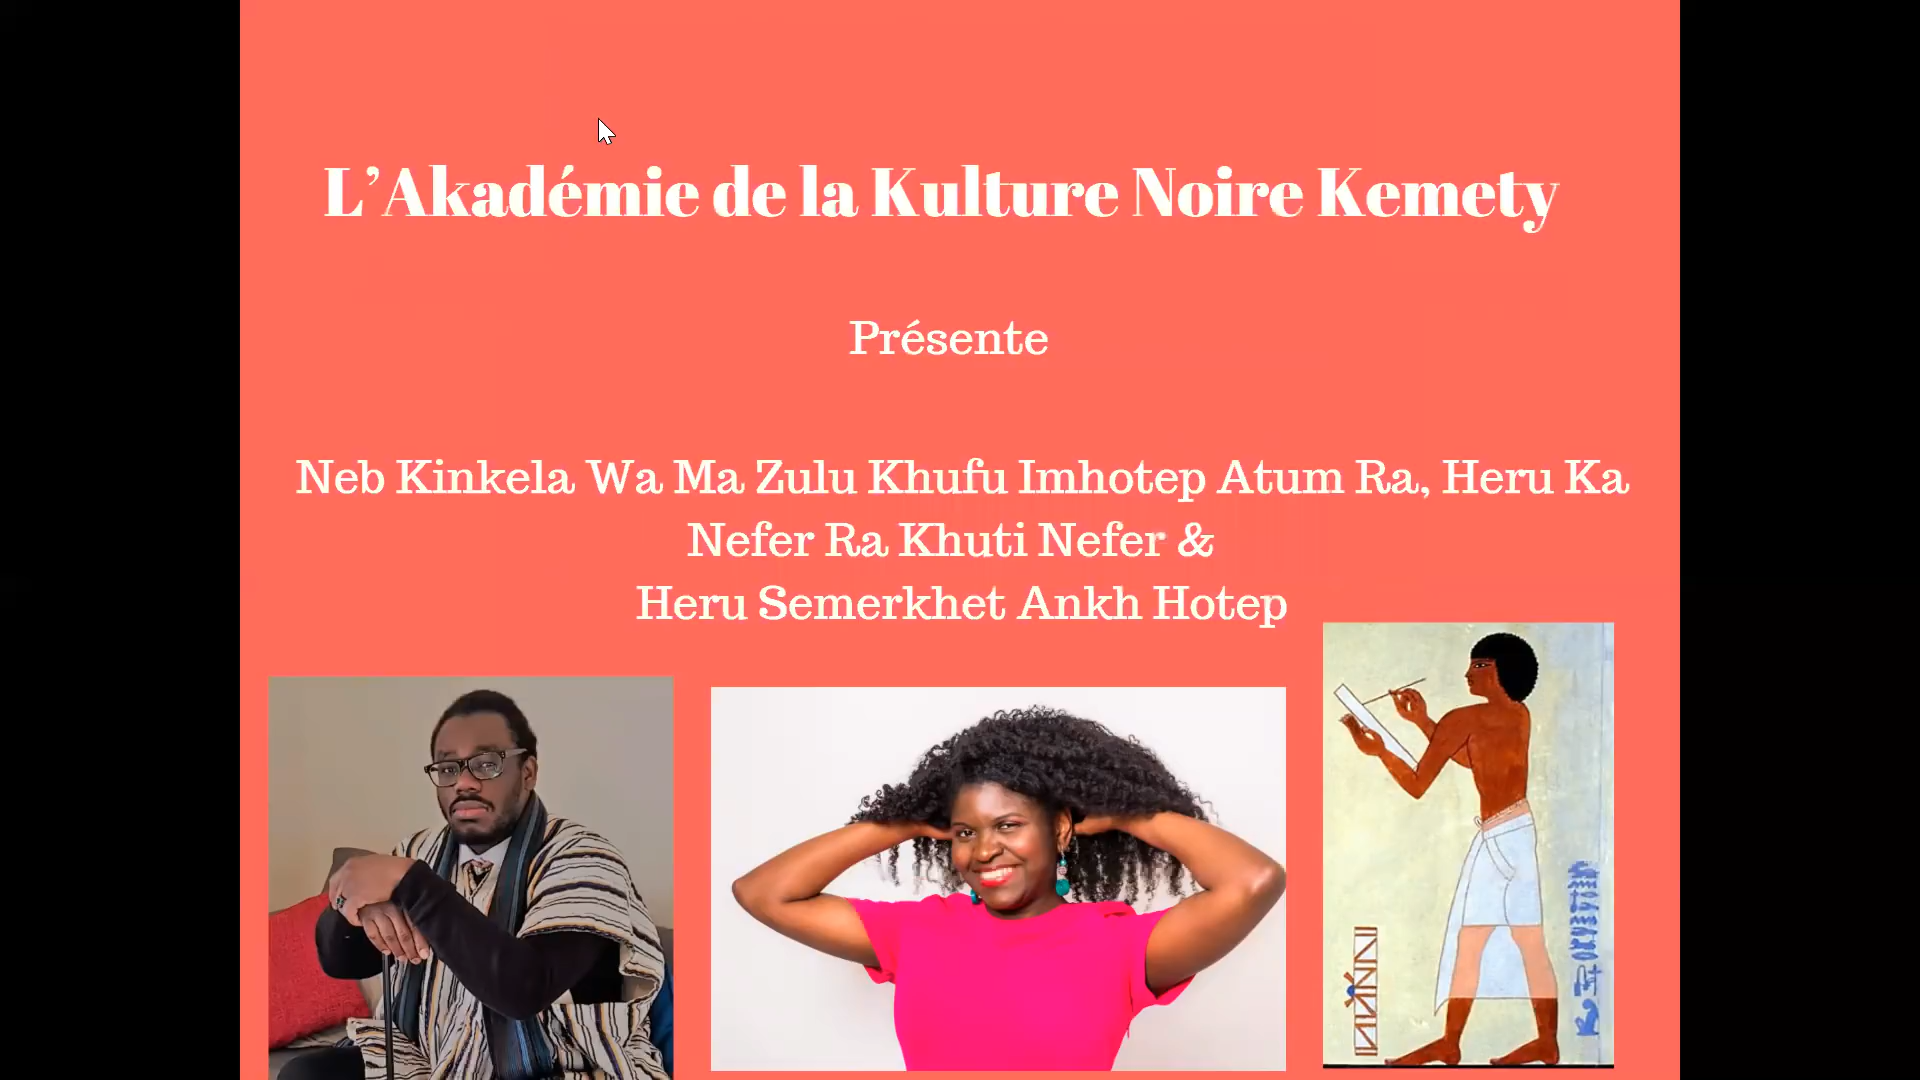 L’Akadémie de la Kulture Noire Kemety
Présente
Neb Kinkela Wa Ma Zulu Khufu Imhotep Atum Ra, Heru Ka
Nefer Ra Khuti Nefer &
Heru Semerkhet Ankh Hotep